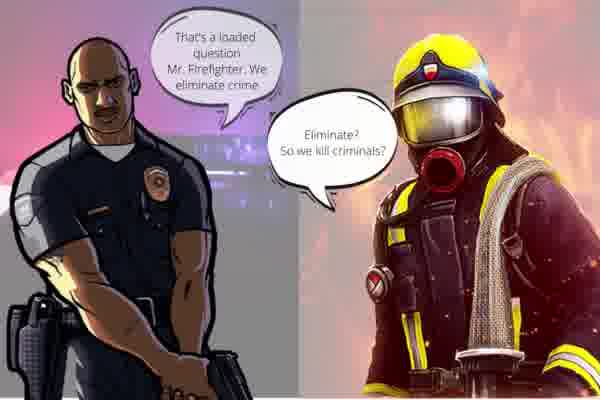 That's a loaded
question
Mr. Firefighter. We
eliminate crime
Eliminate?
So we kill criminals?